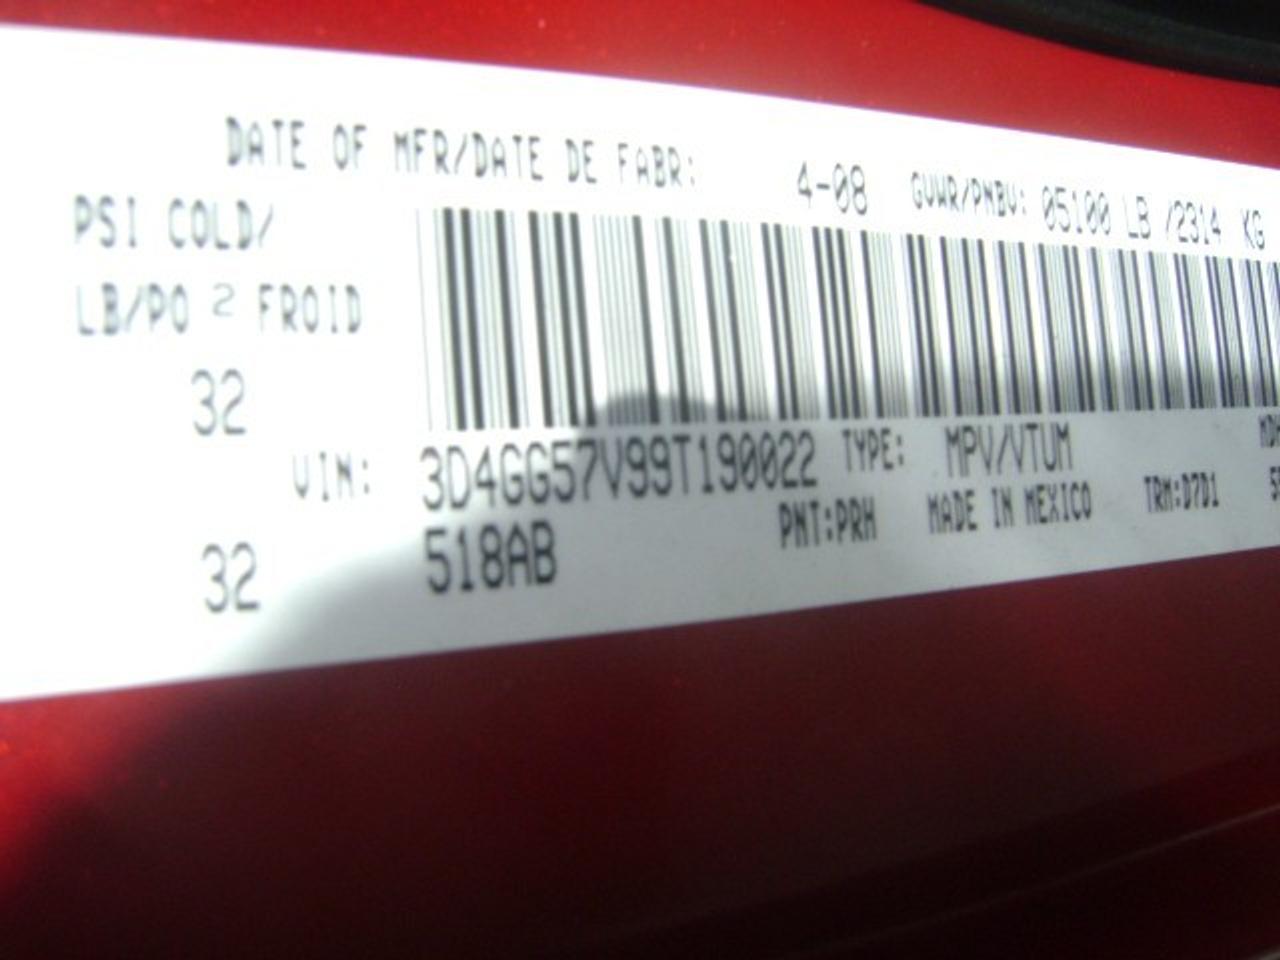 DATE OF MFR/DATE DE FABR: 4-08 GVWR/PNBV: 05100 LB /2314 KG
PSI COLD/
LB/PO 2 FROID
32
VIN: 3D4GG57V99T190022 TYPE: MPV/VTUM
32 518AB PNT:PRH MADE IN MEXICO TRM:D7D1